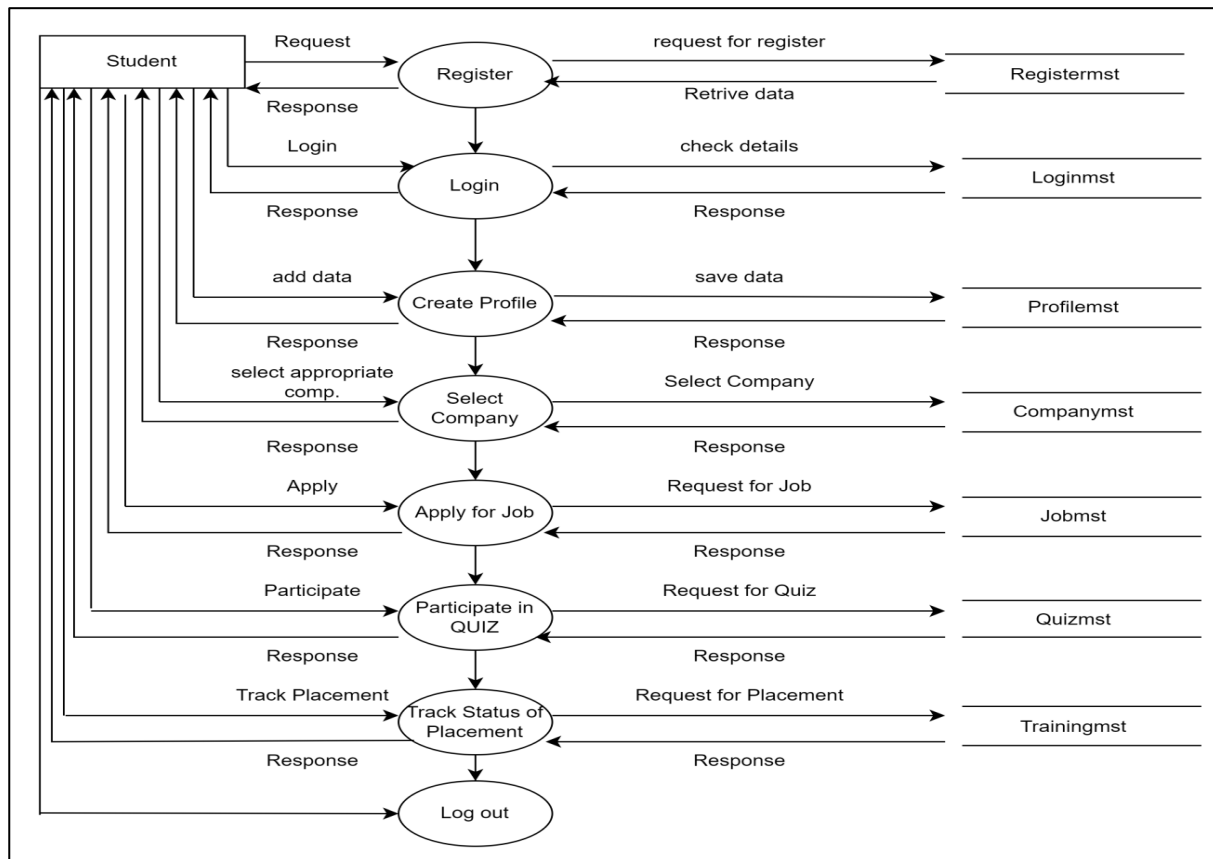 Student
Request
Register
request for register
Registermst
Response
Retrive data
Login
Login
check details
Loginmst
Response
Response
add data
Create Profile
save data
Profilemst
Response
Response
select appropriate
comp.
Select
Company
Select Company
Companymst
Response
Response
Apply
Apply for Job
Request for Job
Jobmst
Response
Response
Participate
Participate in
QUIZ
Request for Quiz
Quizmst
Response
Response
Track Placement
Track Status of
Placement
Request for Placement
Trainingmst
Response
Response
Log out